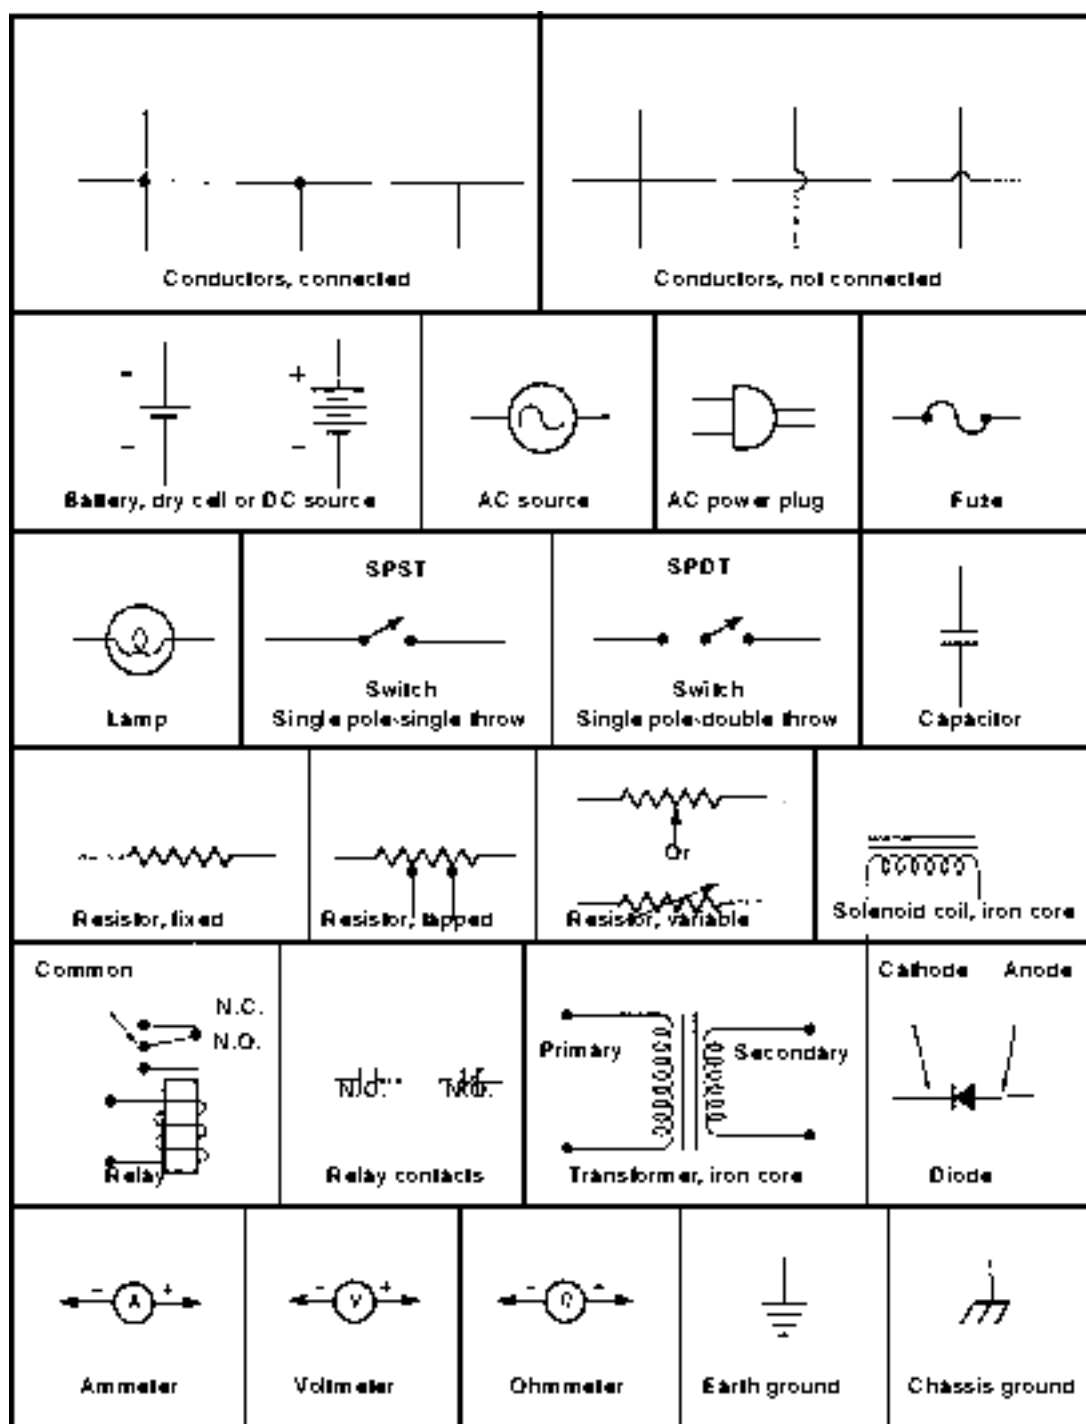 Conductors, connected
Conductors, not connected
-
+
-
-
Battery, dry cell or DC source
AC source
AC power plug
Fuze
SPST
SPDT
Lamp
Switch
Single pole-single throw
Switch
Single pole-double throw
Capacitor
Or
Resistor, fixed
Resistor, tapped
Resistor, variable
Solenoid coil, iron core
Common
N.C.
N.O.
Relay
Relay contacts
Primary
Secondary
Transformer, iron core
Cathode
Anode
Diode
- A +
- V +
Ammeter
Voltmeter
Ohmmeter
Earth ground
Chassis ground